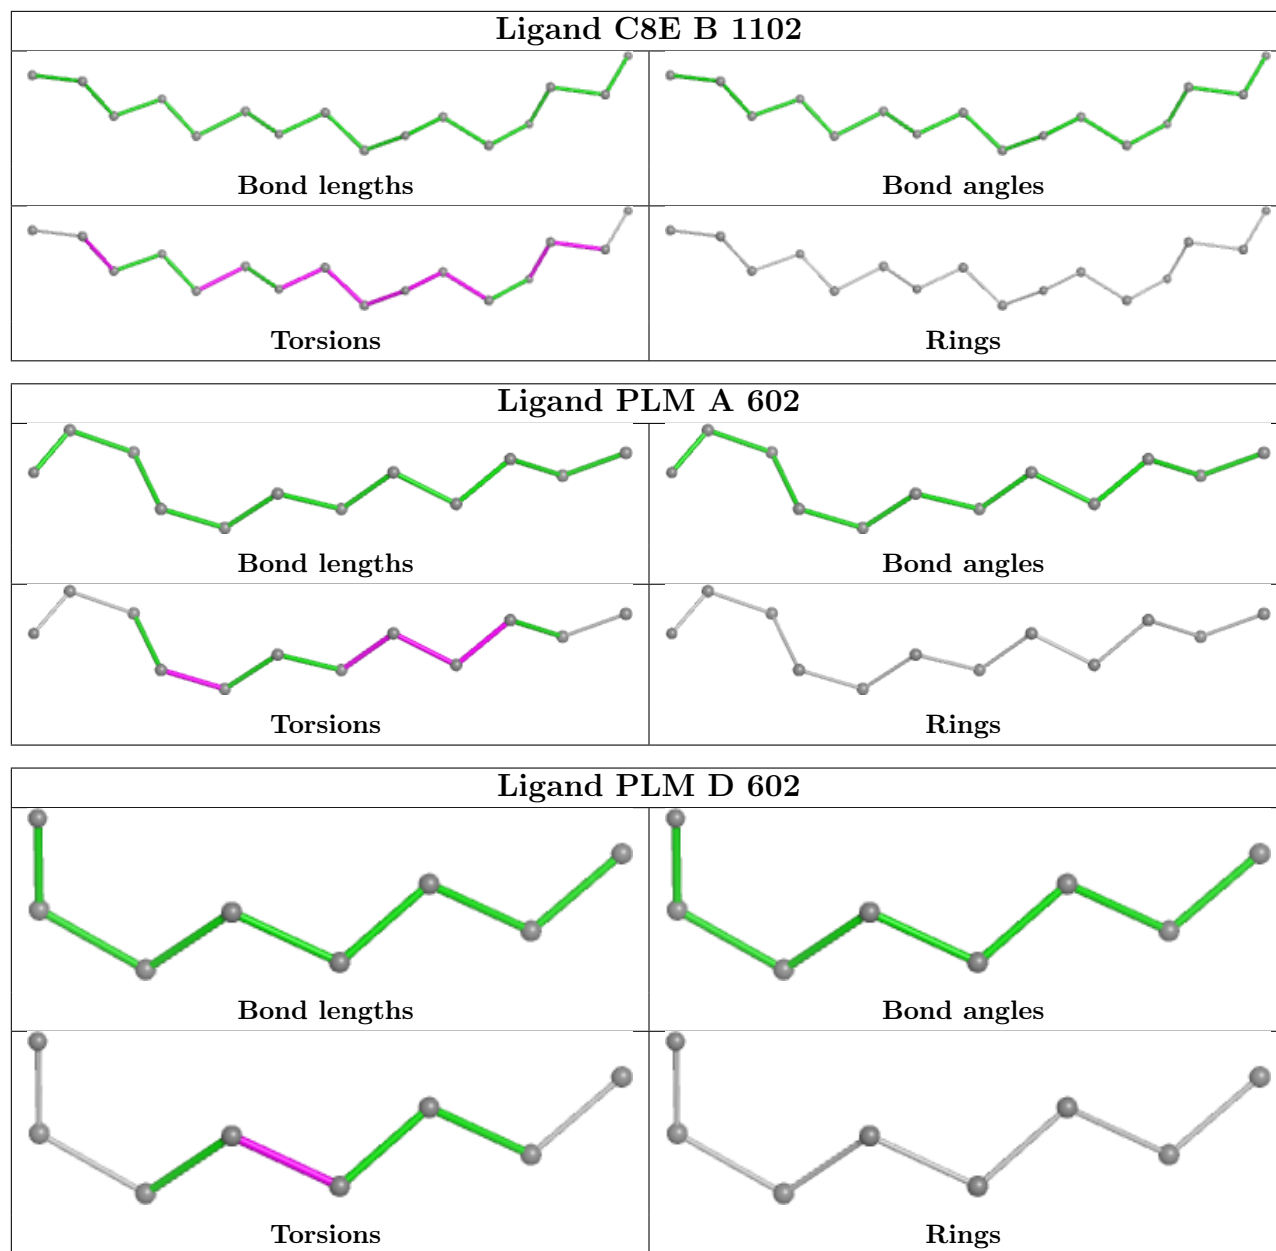 Ligand C8E B 1102
Bond lengths
Bond angles
Torsions
Rings
Ligand PLM A 602
Bond lengths
Bond angles
Torsions
Rings
Ligand PLM D 602
Bond lengths
Bond angles
Torsions
Rings